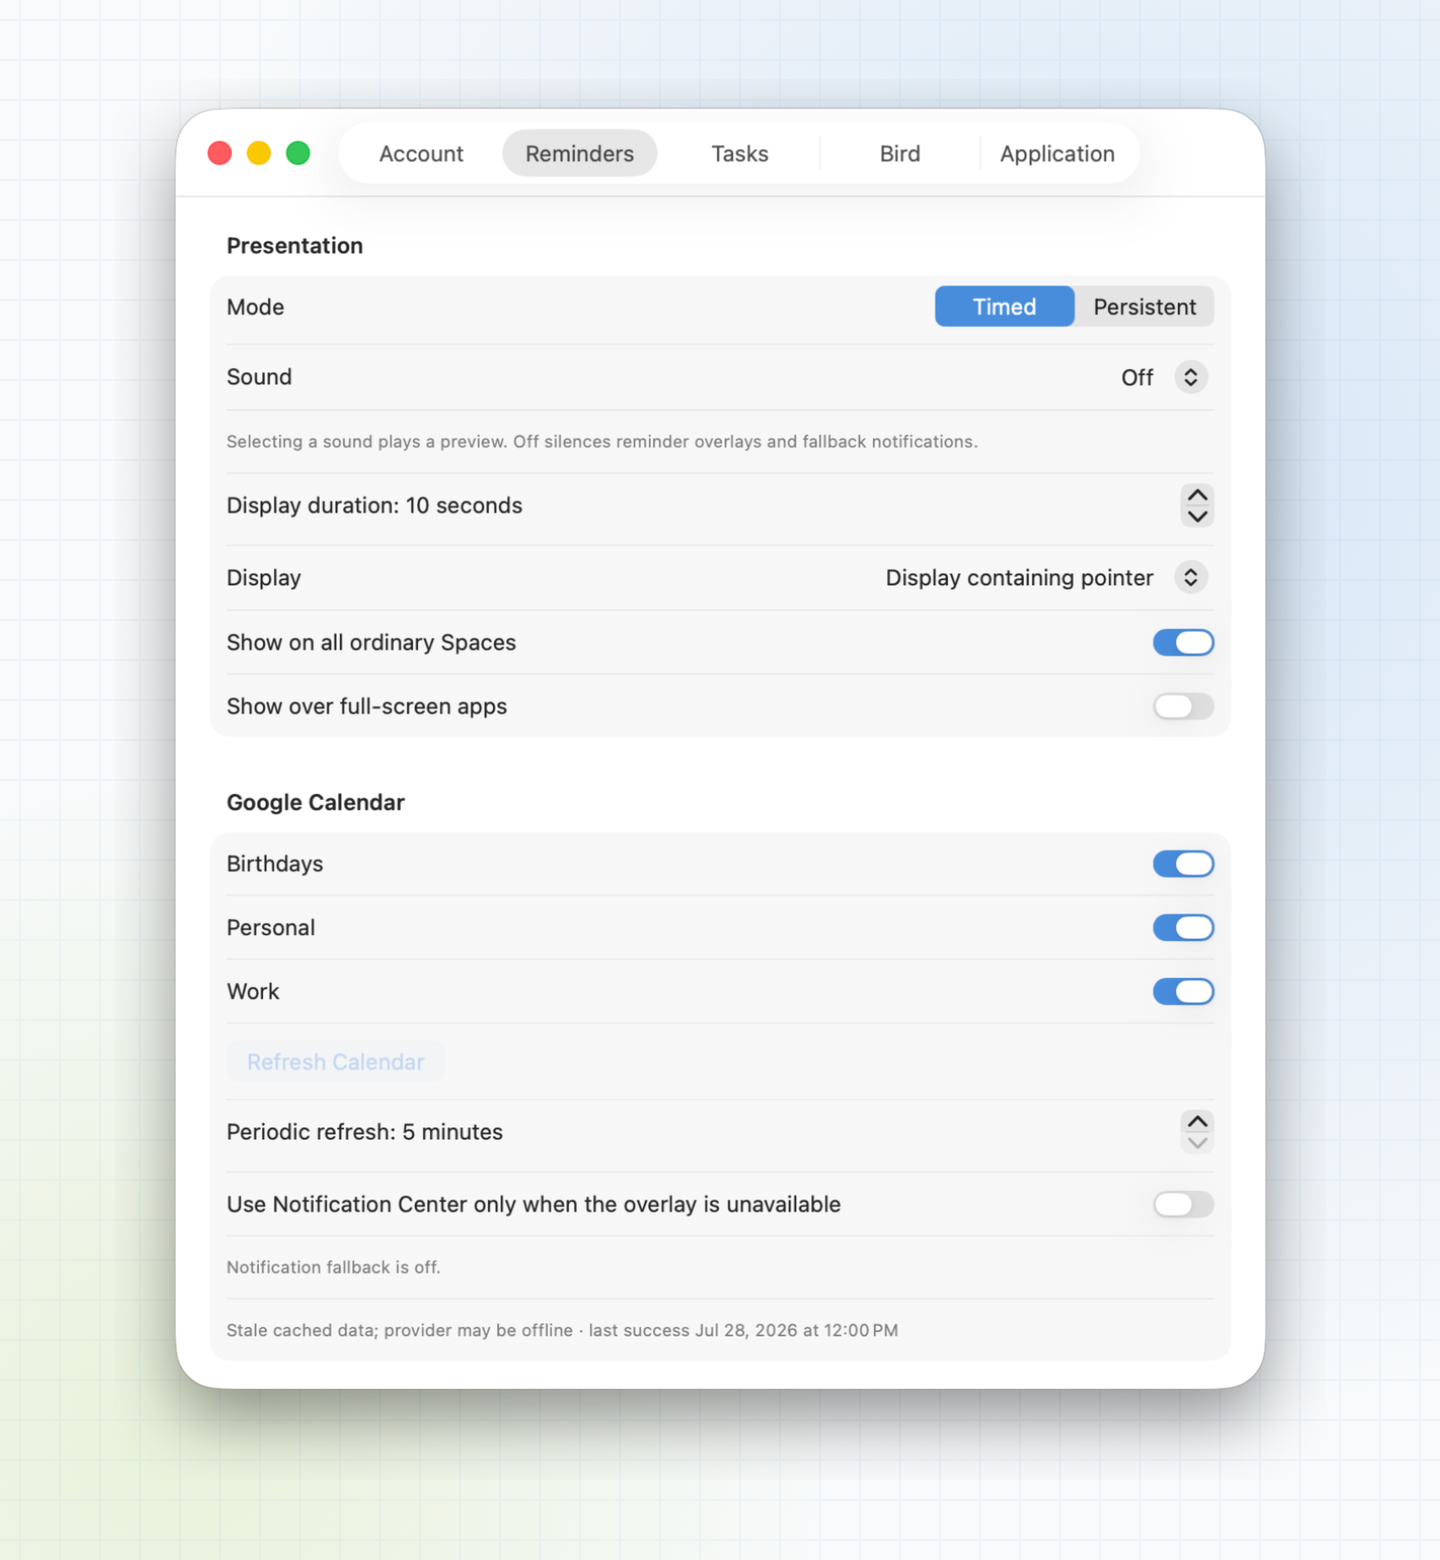 Account Reminders Tasks Bird Application
Presentation
Mode Timed Persistent
Sound Off
Selecting a sound plays a preview. Off silences reminder overlays and fallback notifications.
Display duration: 10 seconds
Display Display containing pointer
Show on all ordinary Spaces
Show over full-screen apps
Google Calendar
Birthdays
Personal
Work
Refresh Calendar
Periodic refresh: 5 minutes
Use Notification Center only when the overlay is unavailable
Notification fallback is off.
Stale cached data; provider may be offline · last success Jul 28, 2026 at 12:00 PM